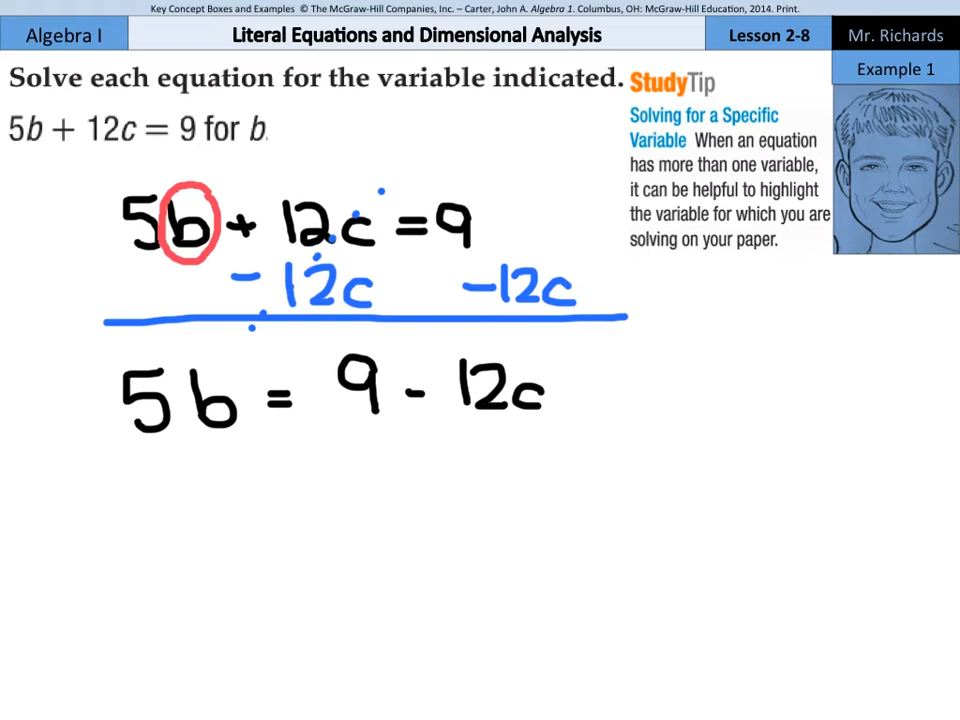 Key Concept Boxes and Examples © The McGraw-Hill Companies, Inc. – Carter, John A. Algebra 1. Columbus, OH: McGraw-Hill Education, 2014. Print.
Algebra I
Literal Equations and Dimensional Analysis
Lesson 2-8
Mr. Richards
Example 1
Solve each equation for the variable indicated.
5b + 12c = 9 for b.
StudyTip
Solving for a Specific
Variable When an equation
has more than one variable,
it can be helpful to highlight
the variable for which you are
solving on your paper.
5b + 12c = 9
- 12c -12c
5b = 9 - 12c